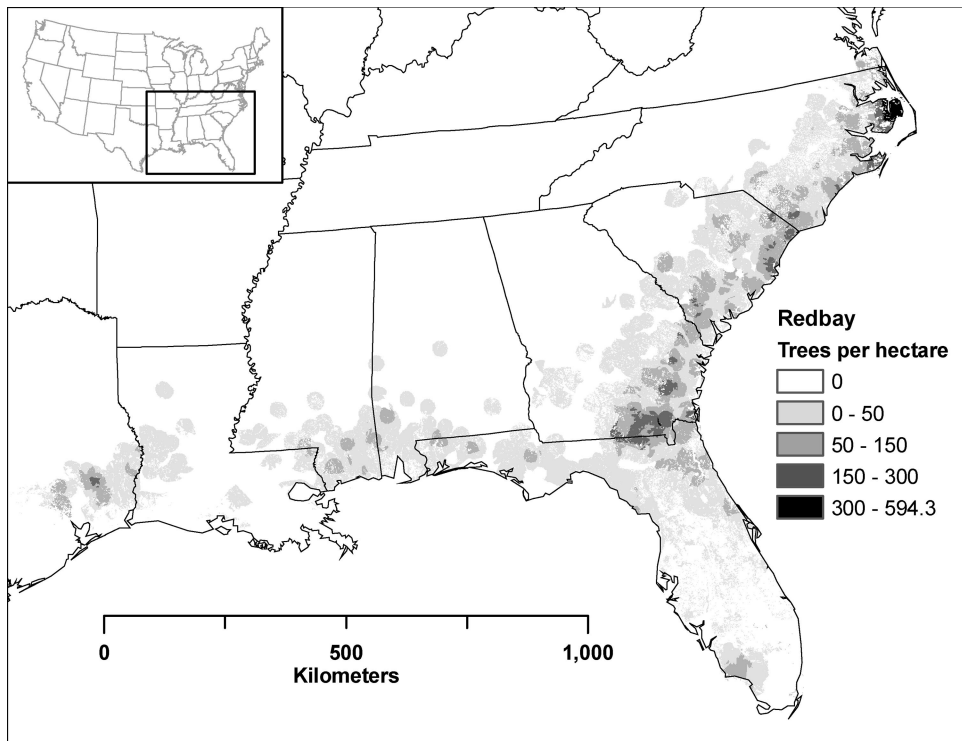 Redbay
Trees per hectare
0
0 - 50
50 - 150
150 - 300
300 - 594.3
0 500 1,000
Kilometers